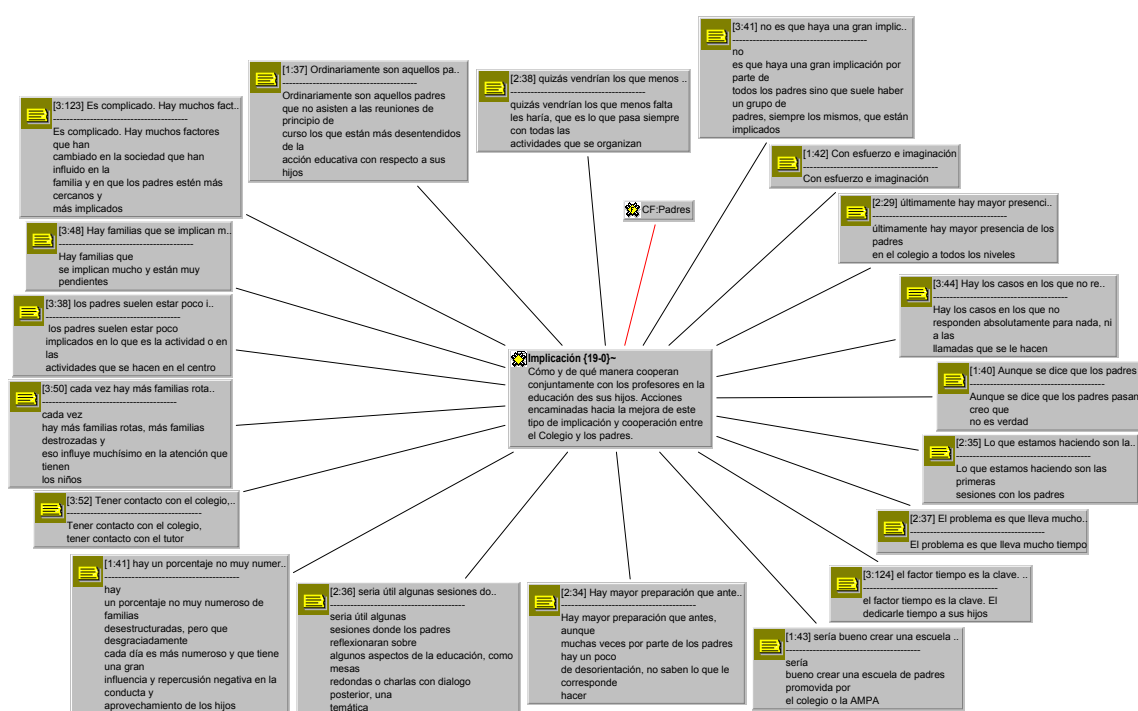 [3:41] no es que haya una gran implic..
------------------------------------------
no
es que haya una gran implicación por
parte de
todos los padres sino que suele haber
un grupo de
padres, siempre los mismos, que están
implicados
[1:37] Ordinariamente son aquellos pa..
------------------------------------------
Ordinariamente son aquellos padres
que no asisten a las reuniones de
principio de
curso los que están más desentendidos
de la
acción educativa con respecto a sus
hijos
[2:38] quizás vendrían los que menos ..
------------------------------------------
quizás vendrían los que menos falta
les haría, que es lo que pasa siempre
con todas las
actividades que se organizan
[3:123] Es complicado. Hay muchos fact..
------------------------------------------
Es complicado. Hay muchos factores
que han
cambiado en la sociedad que han
influido en la
familia y en que los padres estén más
cercanos y
más implicados
[1:42] Con esfuerzo e imaginación
------------------------------------------
Con esfuerzo e imaginación
CF:Padres
[2:29] últimamente hay mayor presenci..
------------------------------------------
últimamente hay mayor presencia de los
padres
en el colegio a todos los niveles
[3:48] Hay familias que se implican m..
------------------------------------------
Hay familias que
se implican mucho y están muy
pendientes
[3:44] Hay los casos en los que no re..
------------------------------------------
Hay los casos en los que no
responden absolutamente para nada, ni
a las
llamadas que se le hacen
[3:38] los padres suelen estar poco i..
------------------------------------------
los padres suelen estar poco
implicados en lo que es la actividad o en
las
actividades que se hacen en el centro
Implicación {19-0}~
Cómo y de qué manera cooperan
conjuntamente con los profesores en la
educación des sus hijos. Acciones
encaminadas hacia la mejora de este
tipo de implicación y cooperación entre
el Colegio y los padres.
[1:40] Aunque se dice que los padres
------------------------------------------
Aunque se dice que los padres pasan
creo que
no es verdad
[3:50] cada vez hay más familias rota..
------------------------------------------
cada vez
hay más familias rotas, más familias
destrozadas y
eso influye muchísimo en la atención que
tienen
los niños
[2:35] Lo que estamos haciendo son la..
------------------------------------------
Lo que estamos haciendo son las
primeras
sesiones con los padres
[3:52] Tener contacto con el colegio,..
------------------------------------------
Tener contacto con el colegio,
tener contacto con el tutor
[2:37] El problema es que lleva mucho..
------------------------------------------
El problema es que lleva mucho tiempo
[1:41] hay un porcentaje no muy numer..
------------------------------------------
hay
un porcentaje no muy numeroso de
familias
desestructuradas, pero que
desgraciadamente
cada día es más numeroso y que tiene
una gran
influencia y repercusión negativa en la
conducta y
aprovechamiento de los hijos
[2:36] seria útil algunas sesiones do..
------------------------------------------
seria útil algunas
sesiones donde los padres
reflexionaran sobre
algunos aspectos de la educación, como
mesas
redondas o charlas con dialogo
posterior, una
temática
[2:34] Hay mayor preparación que ante..
------------------------------------------
Hay mayor preparación que antes,
aunque
muchas veces por parte de los padres
hay un poco
de desorientación, no saben lo que le
corresponde
hacer
[3:124] el factor tiempo es la clave. ..
------------------------------------------
el factor tiempo es la clave. El
dedicarle tiempo a sus hijos
[1:43] sería bueno crear una escuela ..
------------------------------------------
sería
bueno crear una escuela de padres
promovida por
el colegio o la AMPA